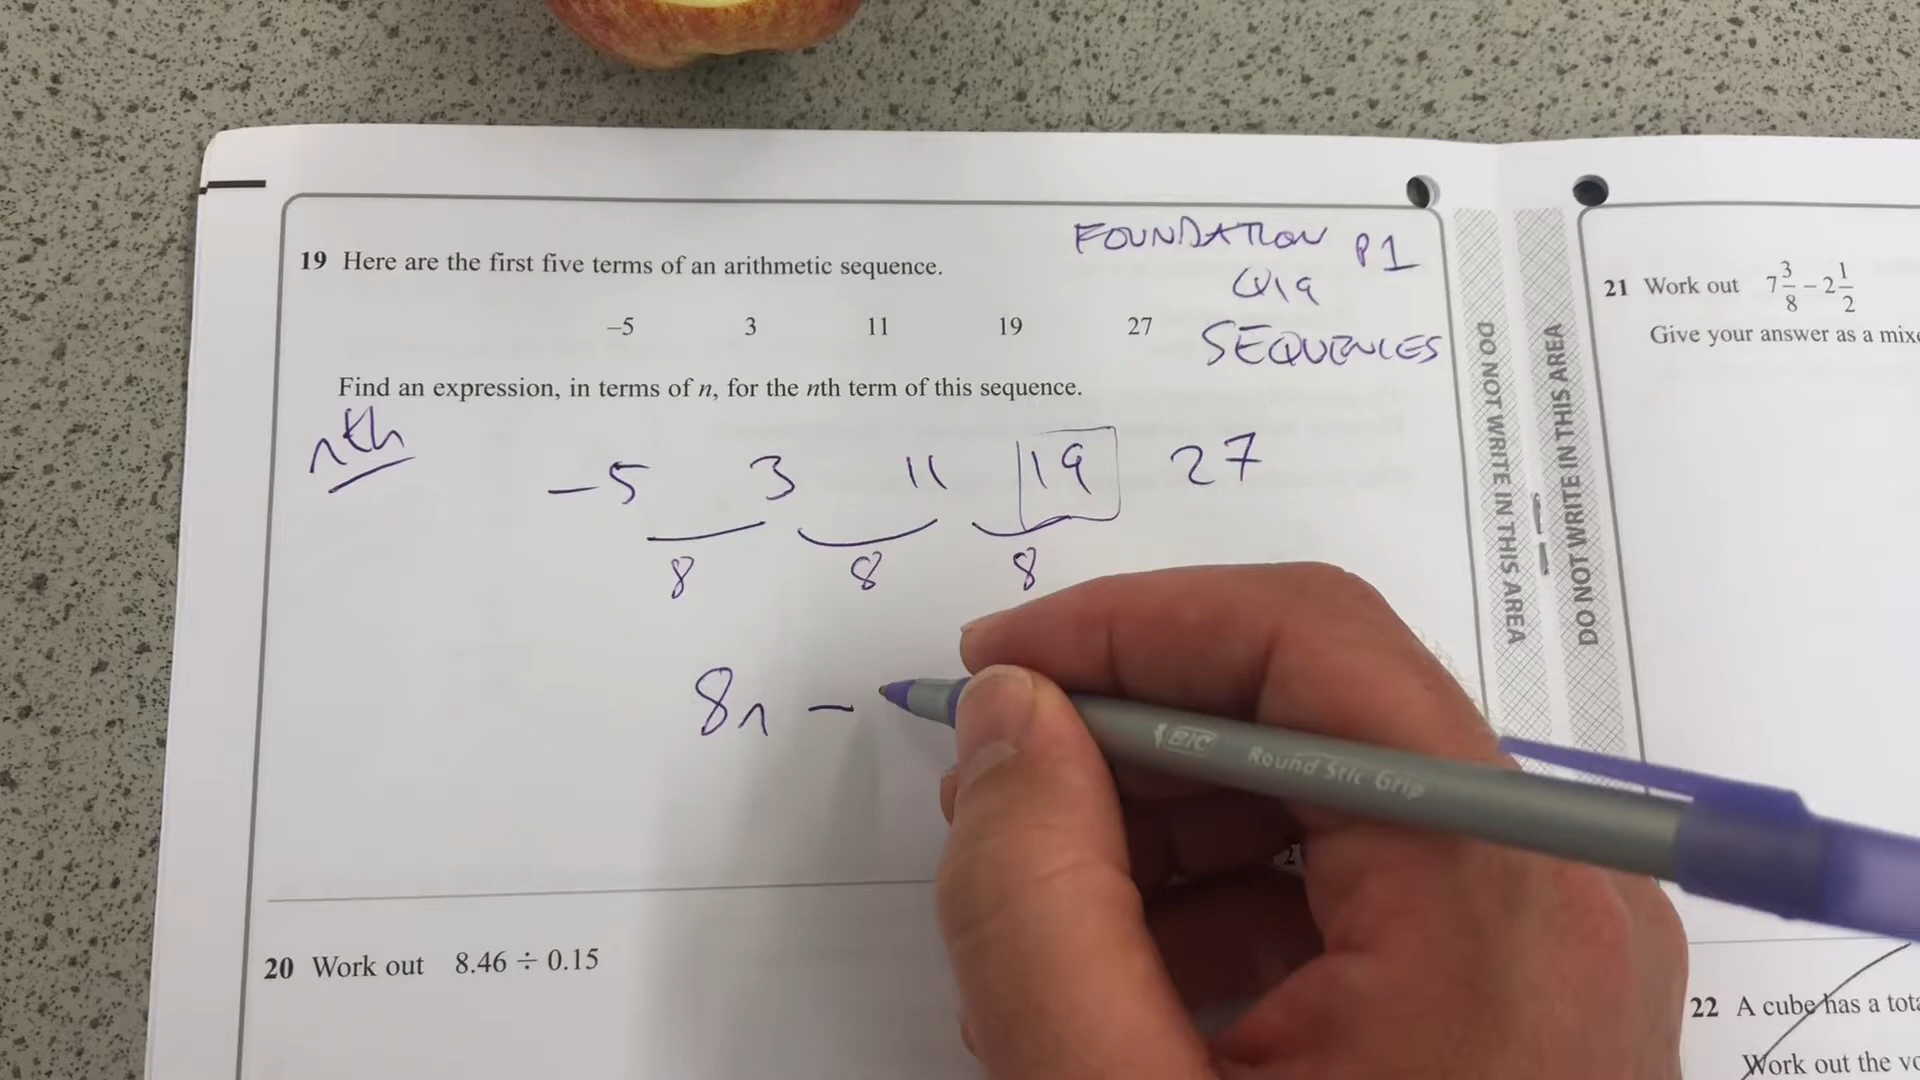 19 Here are the first five terms of an arithmetic sequence.
–5 3 11 19 27
Find an expression, in terms of n, for the nth term of this sequence.
FOUNDATION P1
Q19
SEQUENCES
nth
–5 3 11 19 27
8 8 8
8n –
20 Work out 8.46 ÷ 0.15
DO NOT WRITE IN THIS AREA
DO NOT WRITE IN THIS AREA
21 Work out 7 3/8 – 2 1/2
Give your answer as a mixe
22 A cube has a tota
Work out the vo
BIC Round Stic Grip